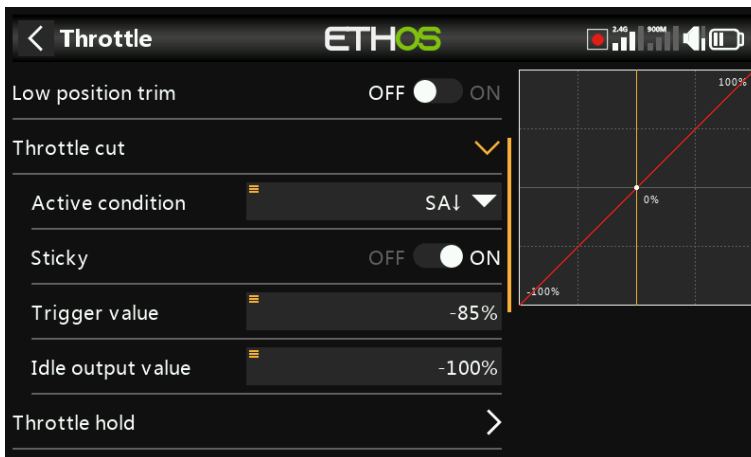 Throttle
ETHOS
2.4G
900M
Low position trim OFF ON
100%
Throttle cut
Active condition SA↓
0%
Sticky OFF ON
-100%
Trigger value -85%
Idle output value -100%
Throttle hold